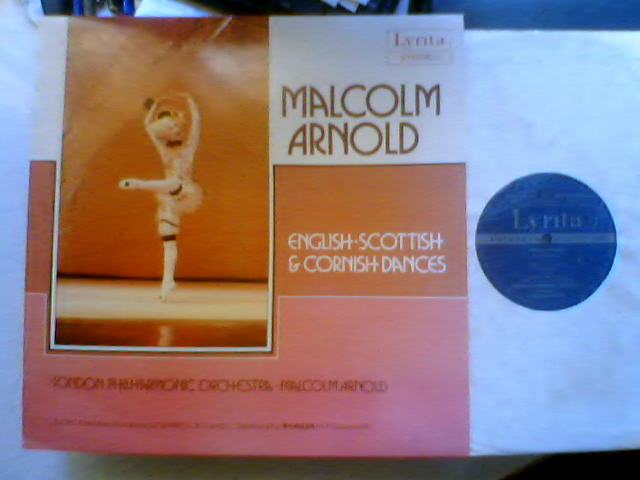 Lyrita
MALCOLM
ARNOLD
ENGLISH·SCOTTISH
& CORNISH DANCES
LONDON PHILHARMONIC ORCHESTRA · MALCOLM ARNOLD
Lyrita